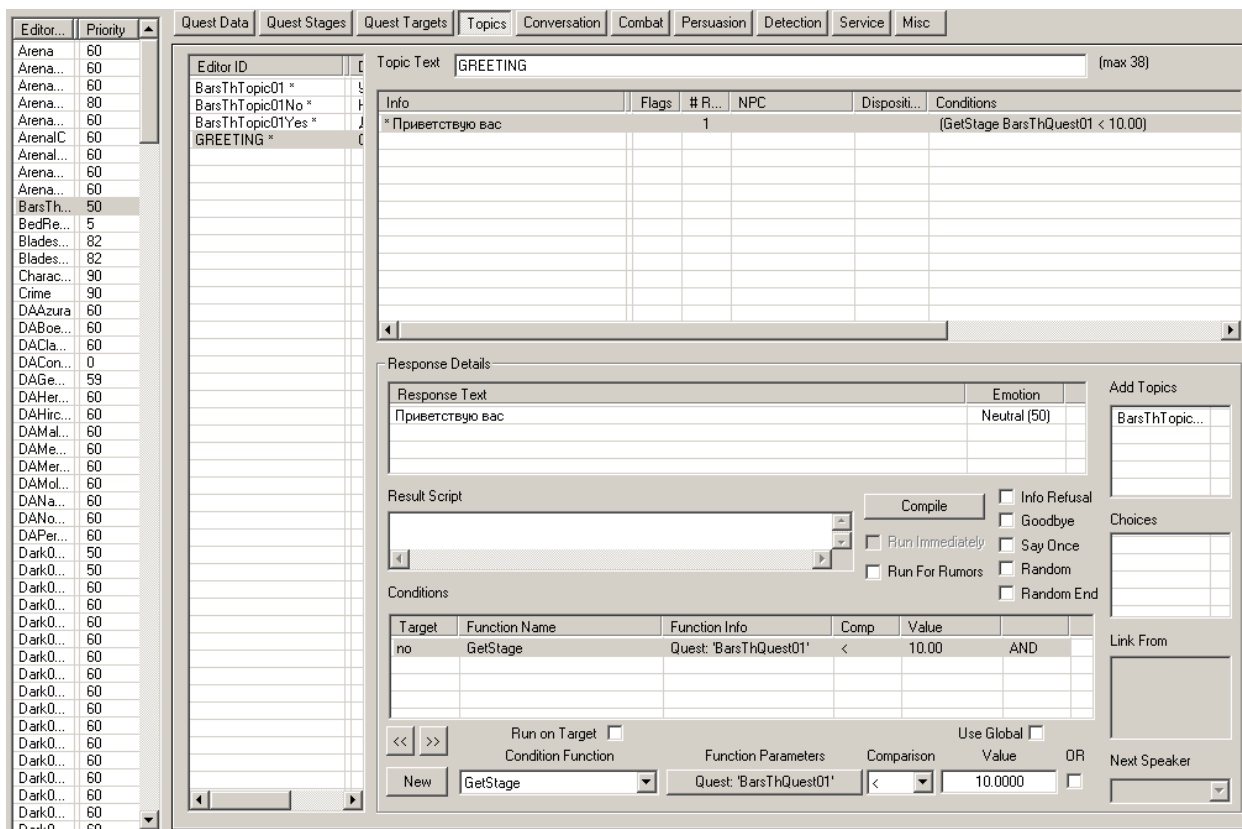 Editor... Priority
Arena 60
Arena... 60
Arena... 60
Arena... 80
Arena... 60
ArenaIC 60
ArenaI... 60
Arena... 60
Arena... 60
BarsTh... 50
BedRe... 5
Blades... 82
Blades... 82
Charac... 90
Crime 90
DAAzura 60
DABoe... 60
DACla... 60
DACon... 0
DAGe... 59
DAHer... 60
DAHirc... 60
DAMal... 60
DAMe... 60
DAMer... 60
DAMol... 60
DANa... 60
DANo... 60
DAPer... 60
Dark0... 50
Dark0... 50
Dark0... 60
Dark0... 60
Dark0... 60
Dark0... 60
Dark0... 60
Dark0... 60
Dark0... 60
Dark0... 60
Dark0... 60
Dark0... 60
Dark0... 60
Dark0... 60
Dark0... 60
Quest Data Quest Stages Quest Targets Topics Conversation Combat Persuasion Detection Service Misc
Editor ID
BarsThTopic01 *
BarsThTopic01No *
BarsThTopic01Yes *
GREETING *
Topic Text GREETING (max 38)
Info Flags # R... NPC Dispositi... Conditions
* Приветствую вас 1 (GetStage BarsThQuest01 < 10.00)
Response Details
Response Text Emotion
Приветствую вас Neutral (50)
Add Topics
BarsThTopic...
Result Script
Compile
Run Immediately
Run For Rumors
Info Refusal
Goodbye
Say Once
Random
Random End
Choices
Conditions
Target Function Name Function Info Comp Value
no GetStage Quest: 'BarsThQuest01' < 10.00 AND
Link From
<< >> Run on Target Use Global
Condition Function Function Parameters Comparison Value OR
New GetStage Quest: 'BarsThQuest01' < 10.0000
Next Speaker